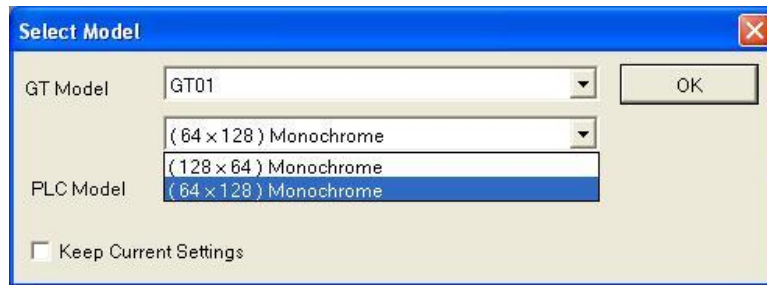 Select Model
GT Model
GT01
OK
( 64 × 128 ) Monochrome
( 128 × 64 ) Monochrome
( 64 × 128 ) Monochrome
PLC Model
Keep Current Settings